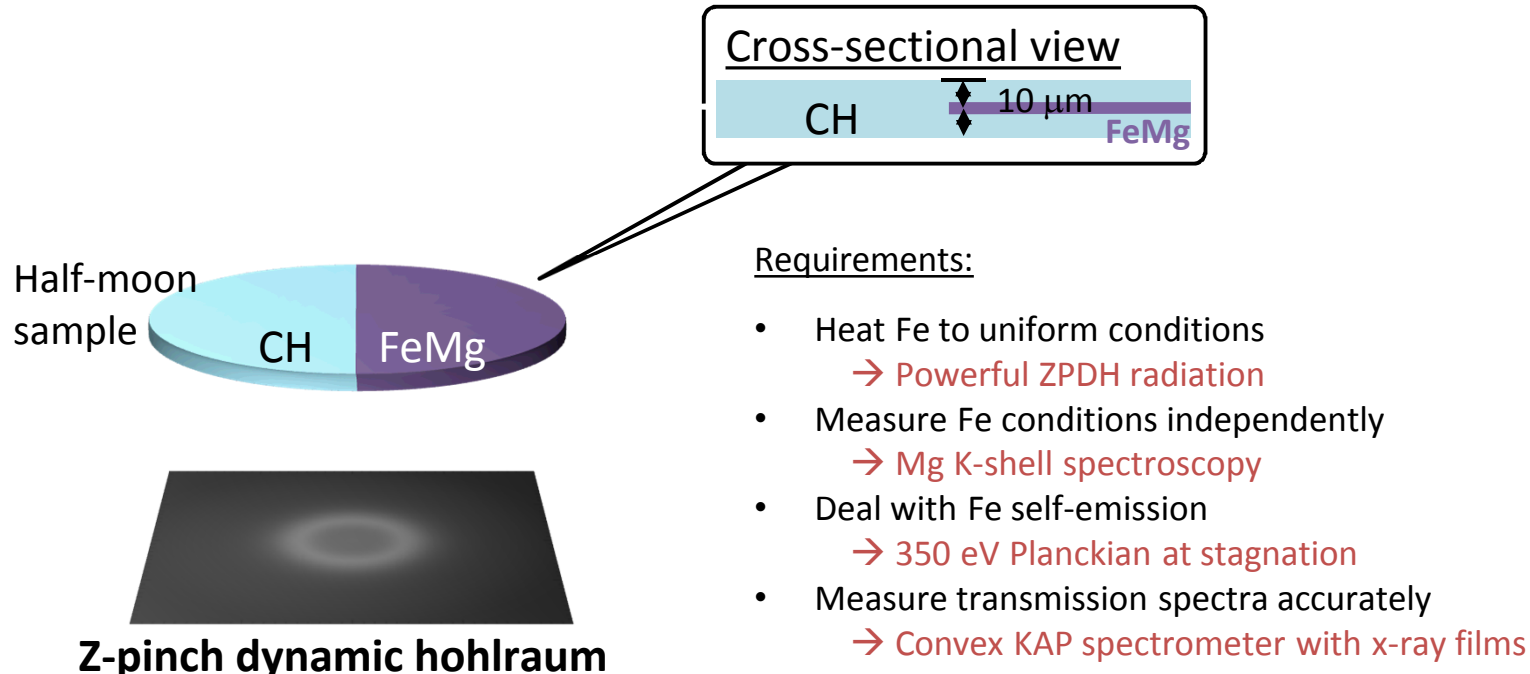 Cross-sectional view
CH
10 μm
FeMg
Half-moon
sample
CH
FeMg
Z-pinch dynamic hohlraum
Requirements:
• Heat Fe to uniform conditions
→ Powerful ZPDH radiation
• Measure Fe conditions independently
→ Mg K-shell spectroscopy
• Deal with Fe self-emission
→ 350 eV Planckian at stagnation
• Measure transmission spectra accurately
→ Convex KAP spectrometer with x-ray films